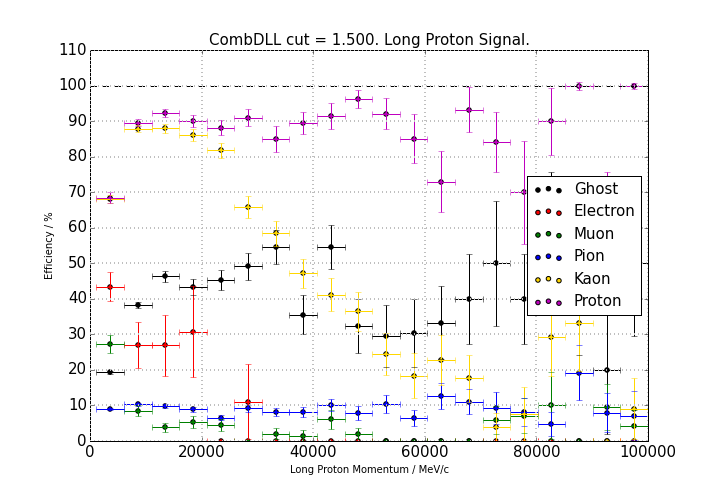 CombDLL cut = 1.500. Long Proton Signal.
110
100
90
80
70
60
50
40
30
20
10
0
Efficiency / %
Ghost
Electron
Muon
Pion
Kaon
Proton
0 20000 40000 60000 80000 100000
Long Proton Momentum / MeV/c